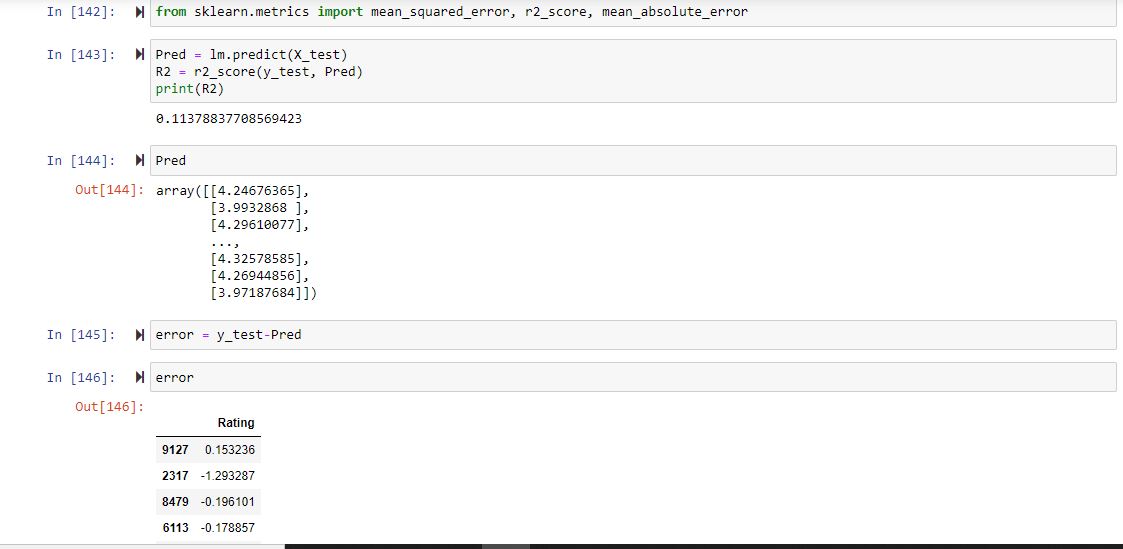 In [142]: from sklearn.metrics import mean_squared_error, r2_score, mean_absolute_error
In [143]: Pred = lm.predict(X_test)
R2 = r2_score(y_test, Pred)
print(R2)
0.11378837708569423
In [144]: Pred
Out[144]: array([[4.24676365],
[3.9932868 ],
[4.29610077],
...,
[4.32578585],
[4.26944856],
[3.97187684]])
In [145]: error = y_test-Pred
In [146]: error
Out[146]:
Rating
9127 0.153236
2317 -1.293287
8479 -0.196101
6113 -0.178857